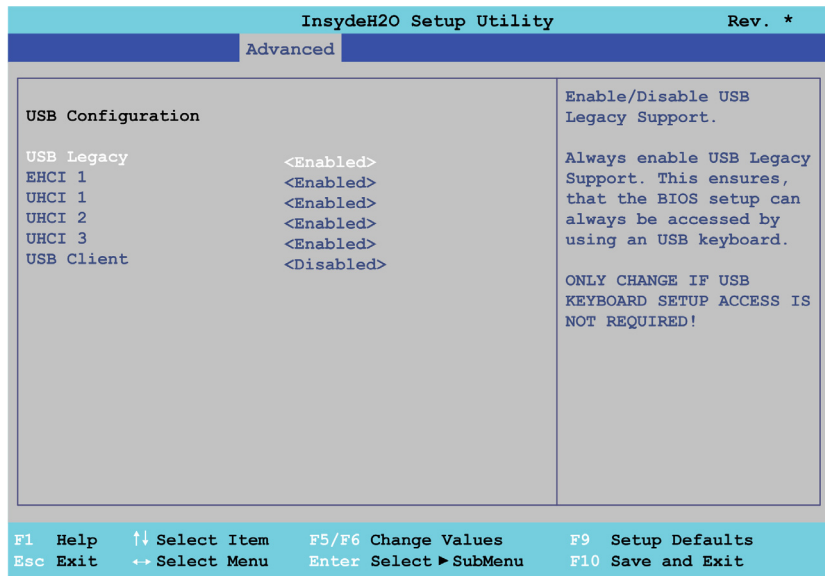 InsydeH2O Setup Utility Rev. *
Advanced
USB Configuration
USB Legacy <Enabled>
EHCI 1 <Enabled>
UHCI 1 <Enabled>
UHCI 2 <Enabled>
UHCI 3 <Enabled>
USB Client <Disabled>
Enable/Disable USB
Legacy Support.
Always enable USB Legacy
Support. This ensures,
that the BIOS setup can
always be accessed by
using an USB keyboard.
ONLY CHANGE IF USB
KEYBOARD SETUP ACCESS IS
NOT REQUIRED!
F1 Help ↑↓ Select Item F5/F6 Change Values F9 Setup Defaults
Esc Exit ↔ Select Menu Enter Select ► SubMenu F10 Save and Exit